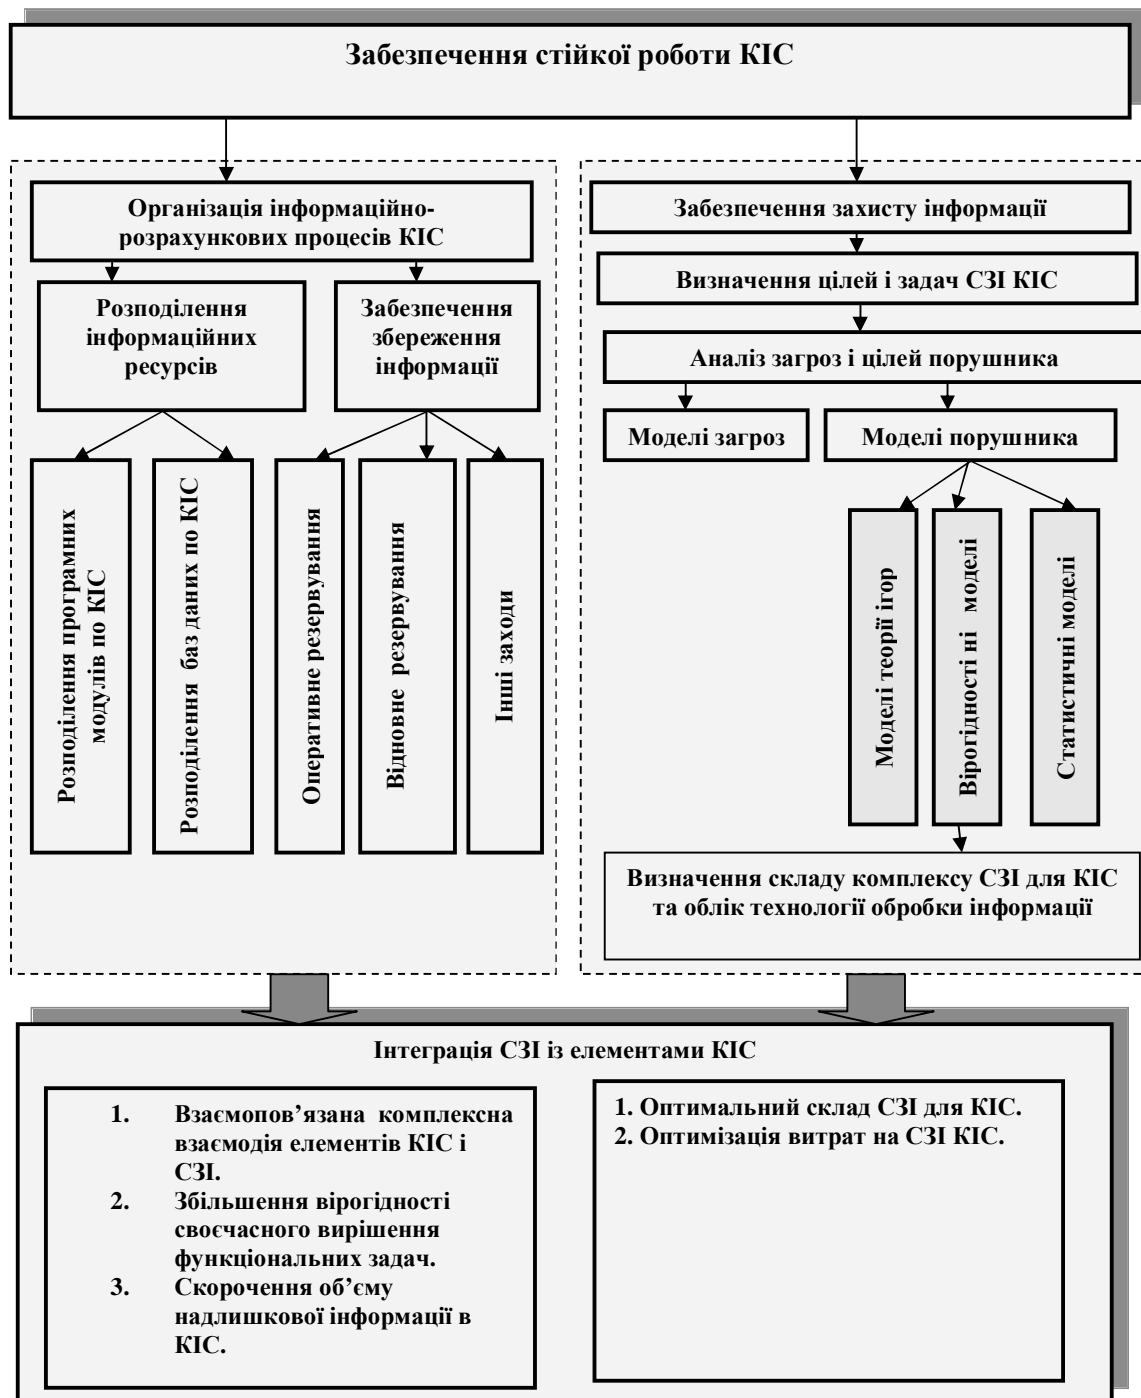 Забезпечення стійкої роботи КІС
Організація інформаційно-
розрахункових процесів КІС
Розподілення
інформаційних
ресурсів
Забезпечення
збереження
інформації
Розподілення програмних
модулів по КІС
Розподілення баз даних по КІС
Оперативне резервування
Відновне резервування
Інші заходи
Забезпечення захисту інформації
Визначення цілей і задач СЗІ КІС
Аналіз загроз і цілей порушника
Моделі загроз
Моделі порушника
Моделі теорії ігор
Вірогідності ні моделі
Статистичні моделі
Визначення складу комплексу СЗІ для КІС
та облік технології обробки інформації
Інтеграція СЗІ із елементами КІС
1. Взаємопов’язана комплексна
взаємодія елементів КІС і
СЗІ.
2. Збільшення вірогідності
своєчасного вирішення
функціональних задач.
3. Скорочення об’єму
надлишкової інформації в
КІС.
1. Оптимальний склад СЗІ для КІС.
2. Оптимізація витрат на СЗІ КІС.